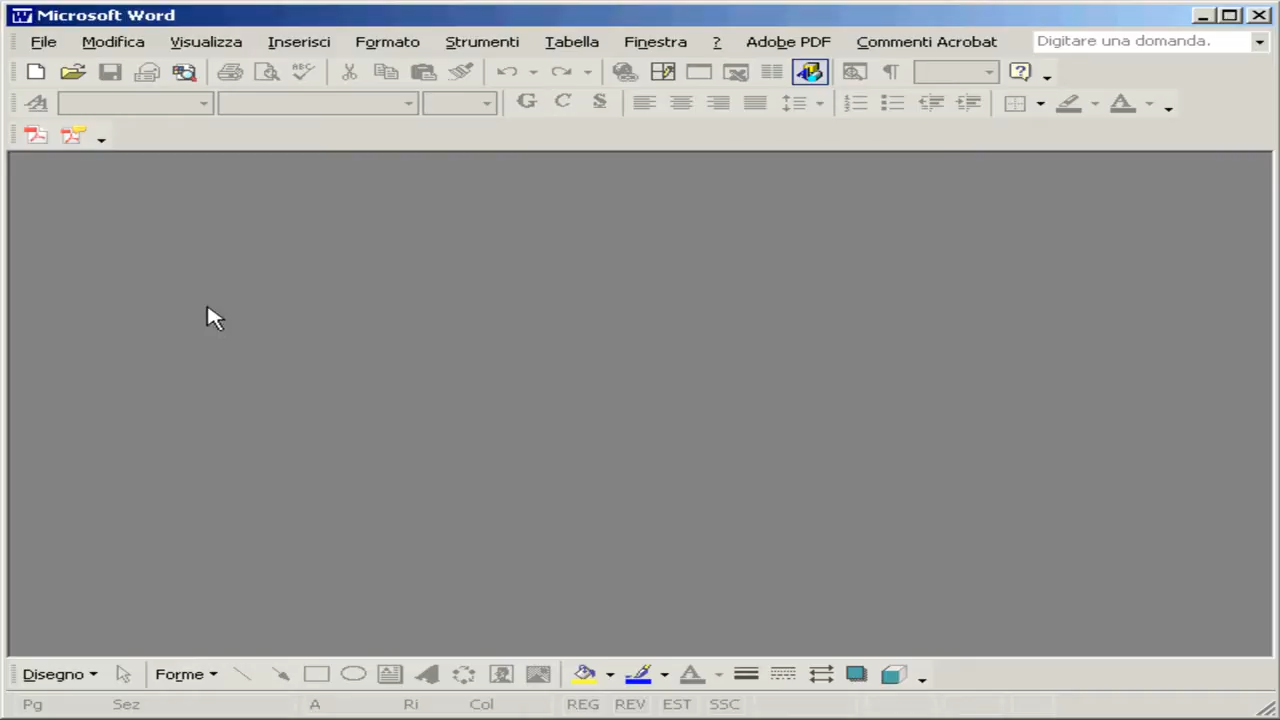 Microsoft Word
File Modifica Visualizza Inserisci Formato Strumenti Tabella Finestra ? Adobe PDF Commenti Acrobat Digitare una domanda.
ABC
G C S
Disegno Forme
Pg Sez A Ri Col REG REV EST SSC